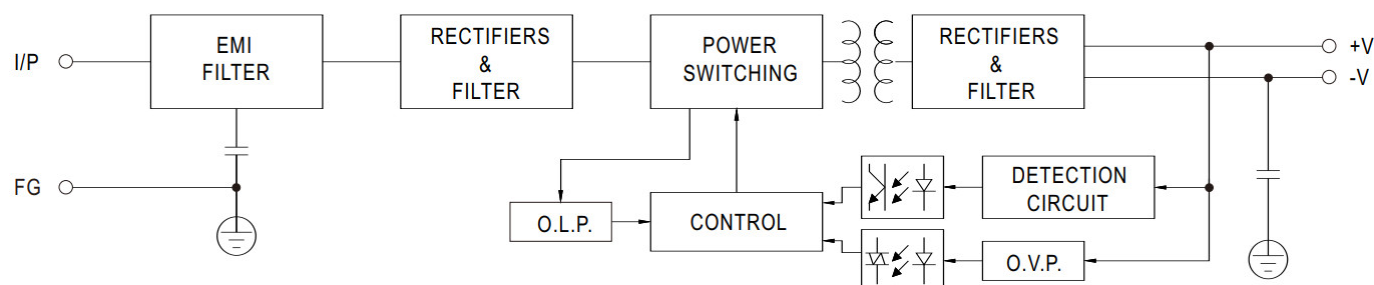 I/P
EMI
FILTER
RECTIFIERS
&
FILTER
POWER
SWITCHING
RECTIFIERS
&
FILTER
+V
-V
FG
O.L.P.
CONTROL
DETECTION
CIRCUIT
O.V.P.